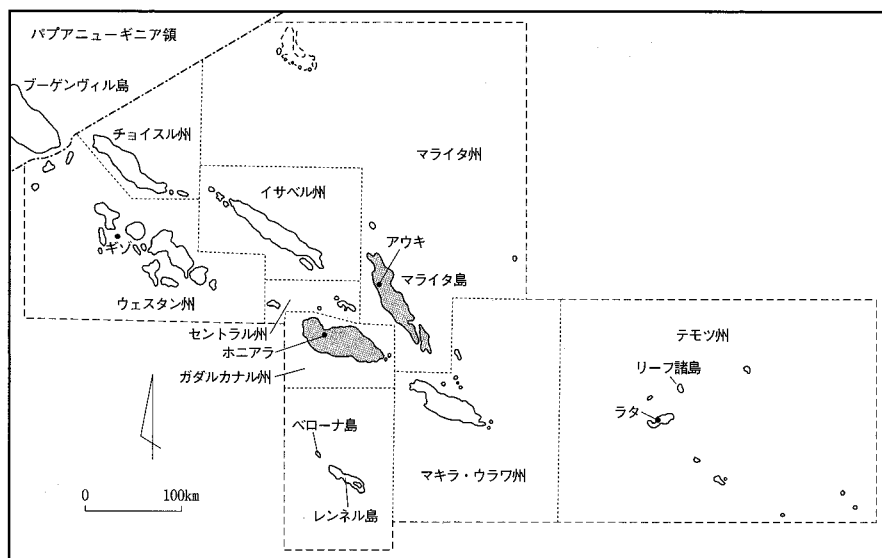 パプアニューギニア領
ブーゲンヴィル島
チョイスル州
マライタ州
イサベル州
アウキ
ギゾ
マライタ島
ウェスタン州
セントラル州
テモツ州
ホニアラ
リーフ諸島
ガダルカナル州
ラタ
ベローナ島
マキラ・ウラワ州
0 100km
レンネル島